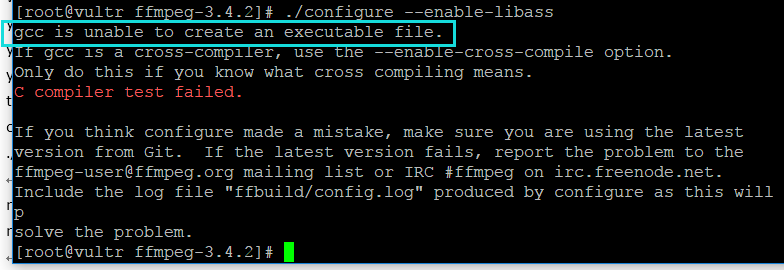 [root@vultr ffmpeg-3.4.2]# ./configure --enable-libass
gcc is unable to create an executable file.
If gcc is a cross-compiler, use the --enable-cross-compile option.
Only do this if you know what cross compiling means.
C compiler test failed.
If you think configure made a mistake, make sure you are using the latest
version from Git.  If the latest version fails, report the problem to the
ffmpeg-user@ffmpeg.org mailing list or IRC #ffmpeg on irc.freenode.net.
Include the log file "ffbuild/config.log" produced by configure as this will
p
solve the problem.
[root@vultr ffmpeg-3.4.2]#